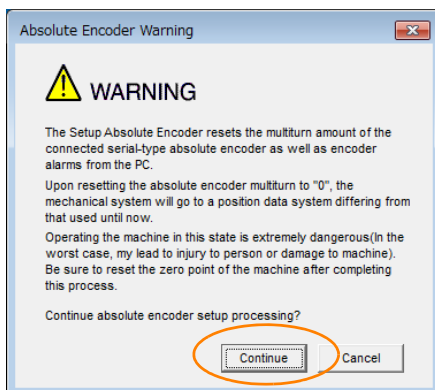 Absolute Encoder Warning
WARNING
The Setup Absolute Encoder resets the multiturn amount of the
connected serial-type absolute encoder as well as encoder
alarms from the PC.
Upon resetting the absolute encoder multiturn to "0", the
mechanical system will go to a position data system differing from
that used until now.
Operating the machine in this state is extremely dangerous(In the
worst case, my lead to injury to person or damage to machine).
Be sure to reset the zero point of the machine after completing
this process.
Continue absolute encoder setup processing?
Continue
Cancel